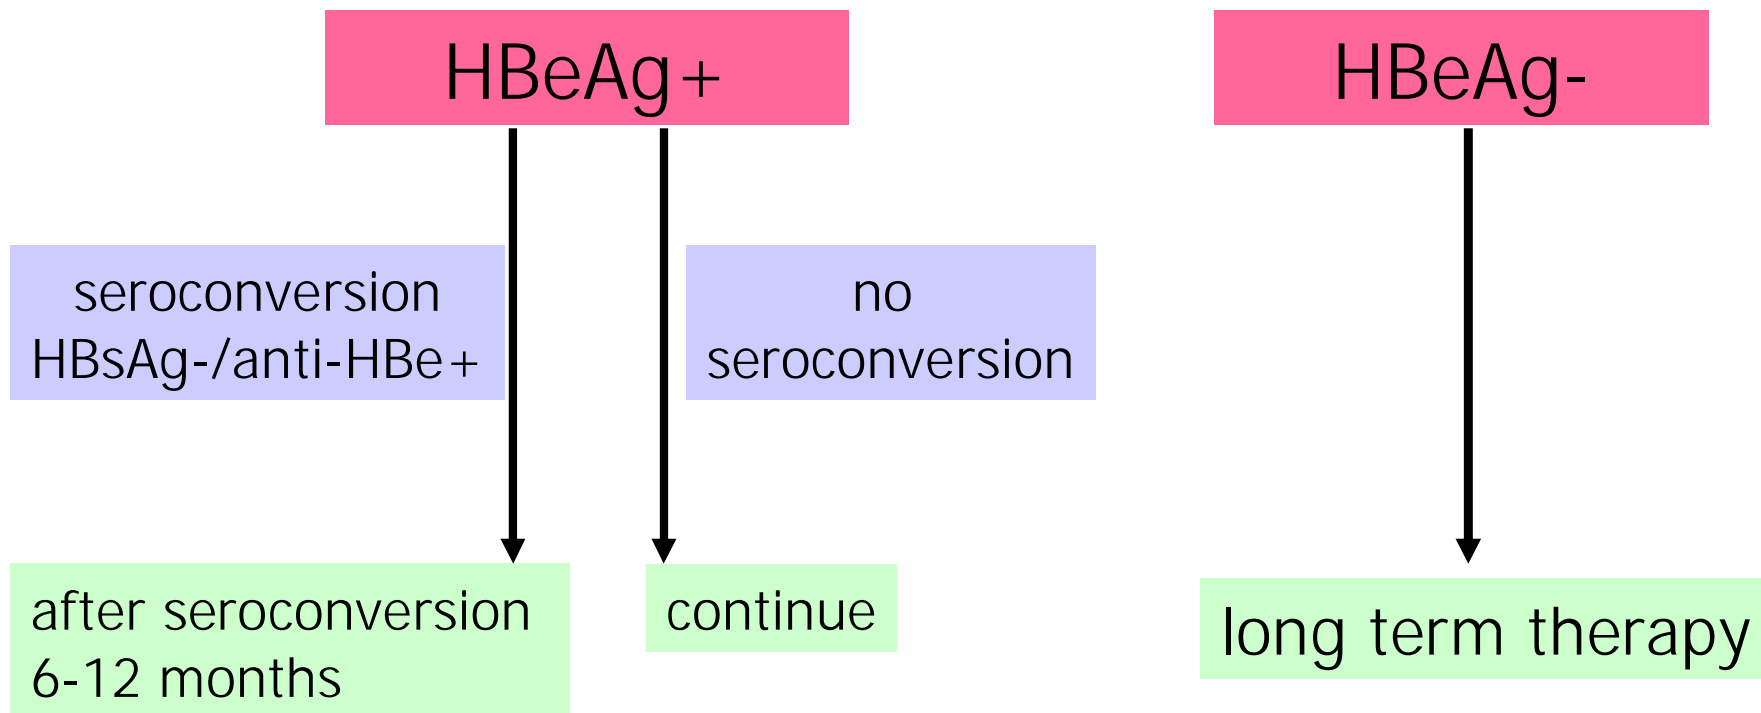 HBeAg+
HBeAg-
seroconversion
HBsAg-/anti-HBe+
no
seroconversion
after seroconversion
6-12 months
continue
long term therapy